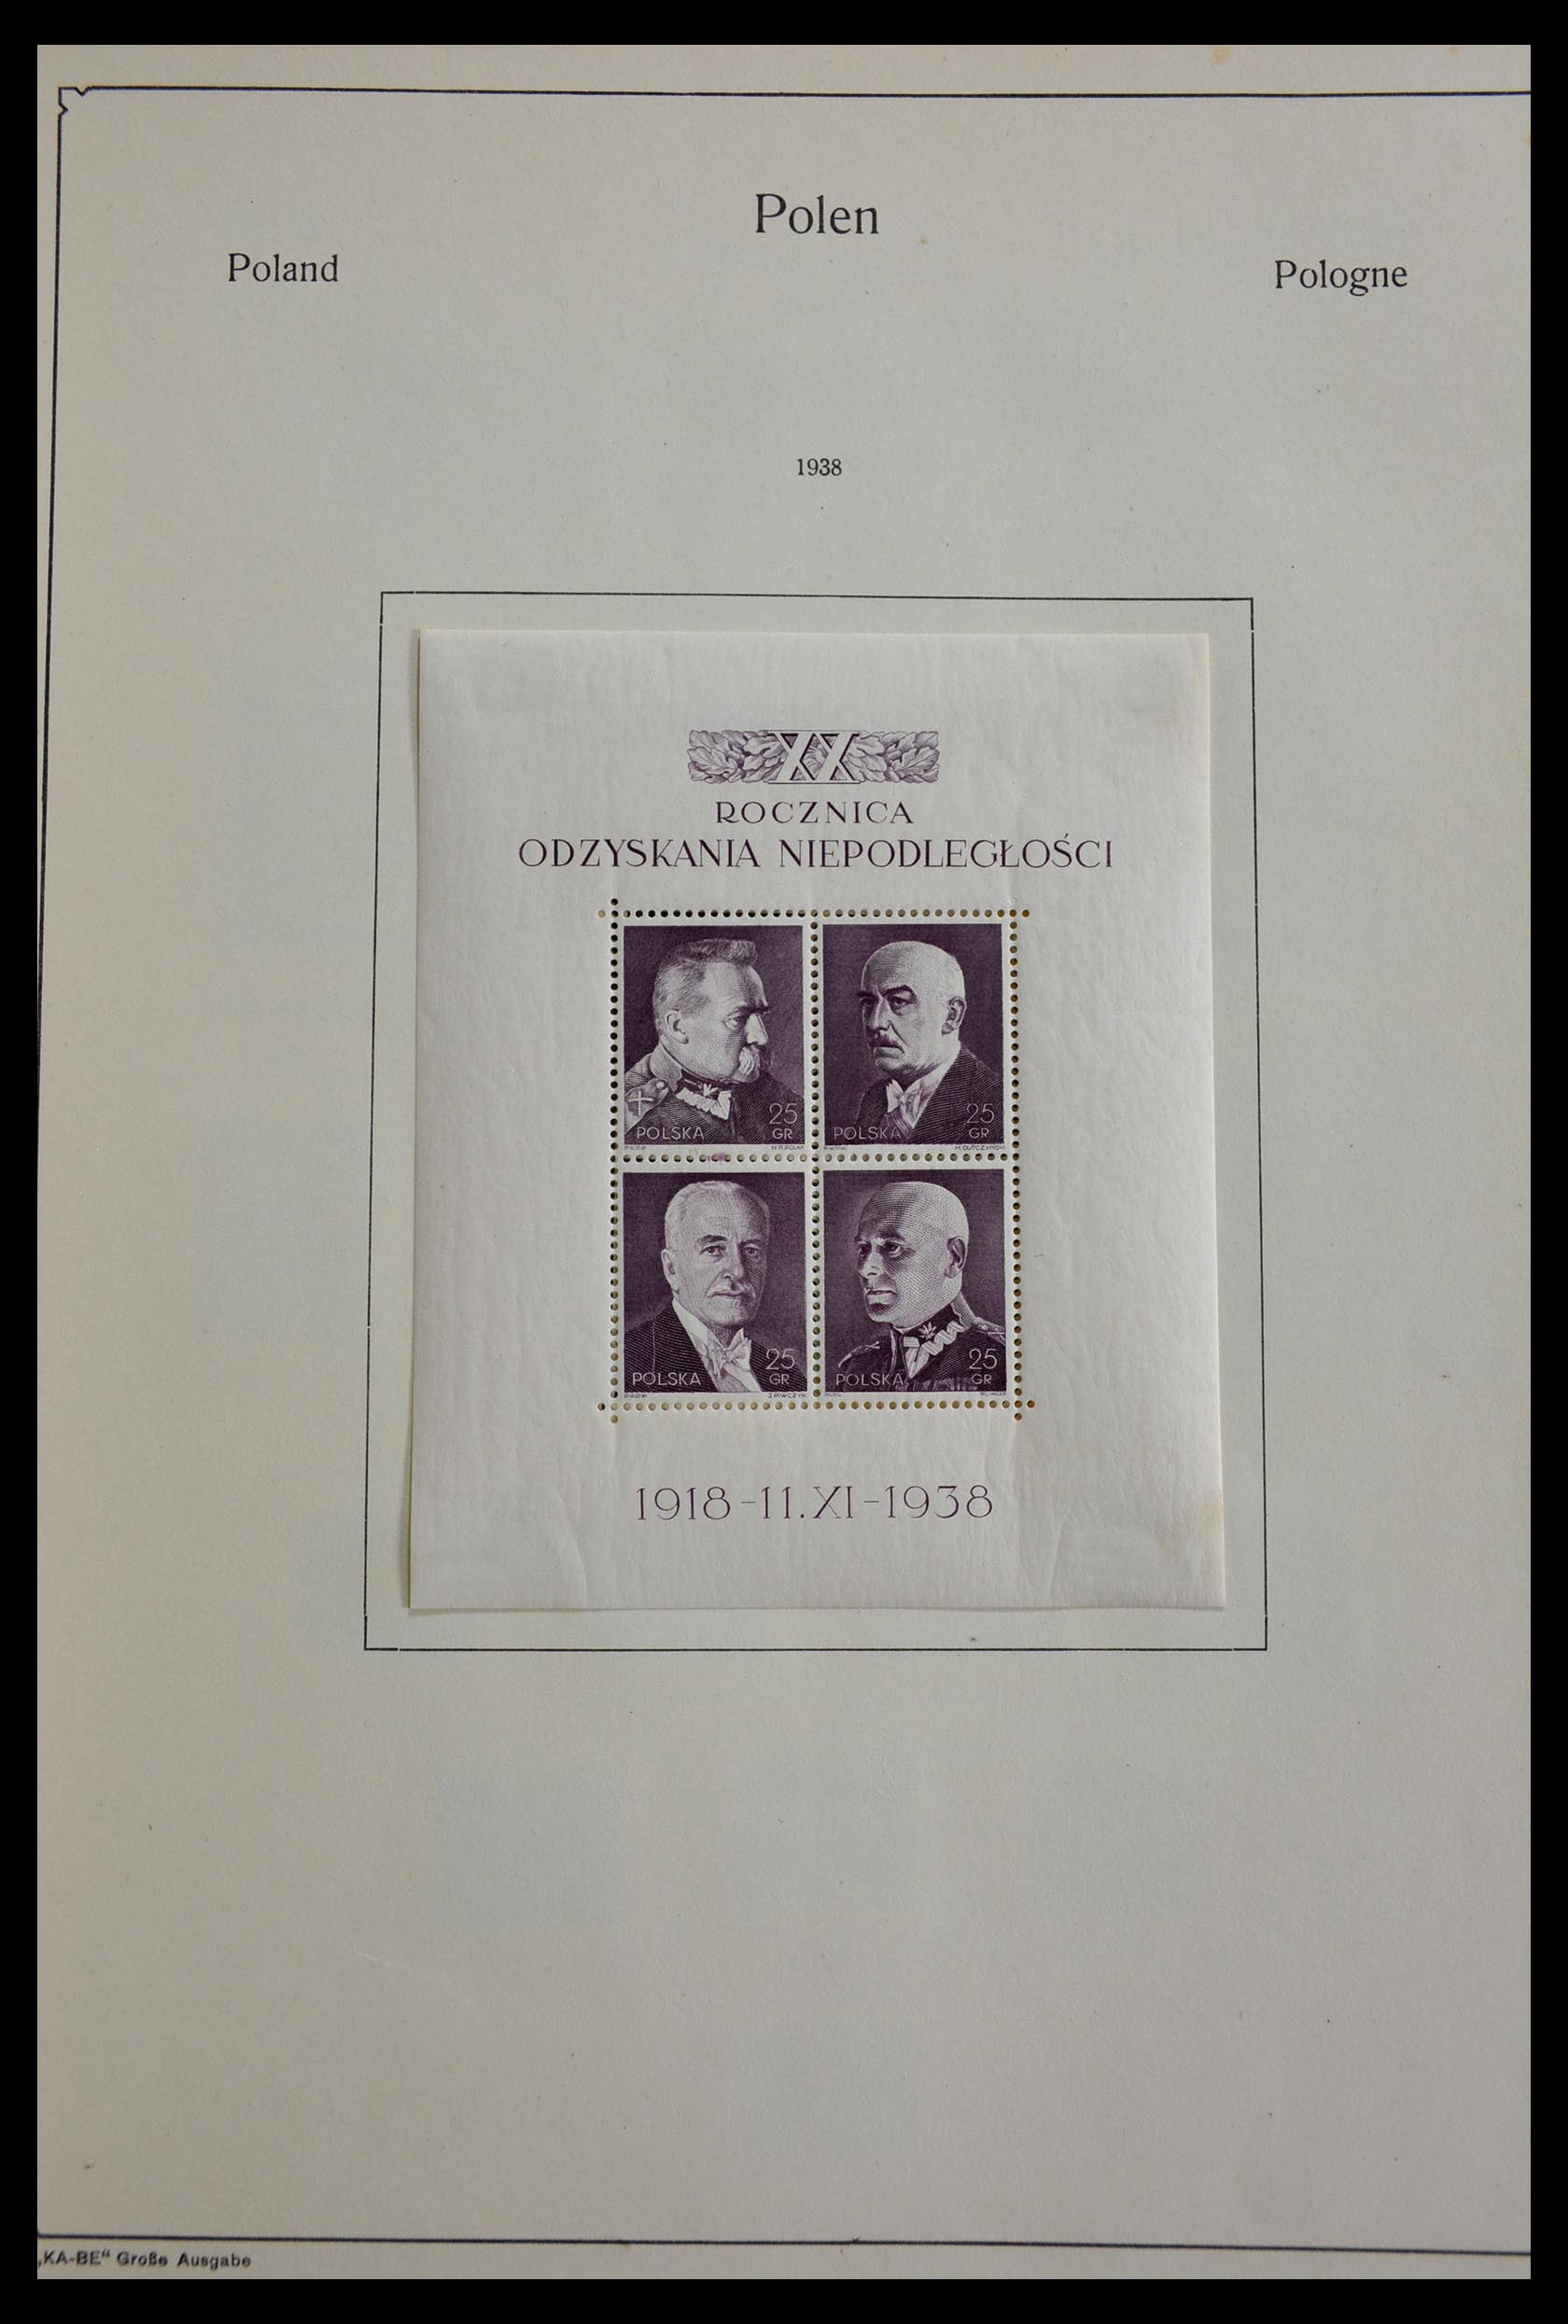 Polen
Poland
Pologne
1938
XX
ROCZNICA
ODZYSKANIA NIEPODLEGŁOŚCI
25
POLSKA GR
M.R.POLAK
25
POLSKA GR
25
POLSKA GR
25
POLSKA GR
1918-11.XI-1938
„KA-BE“ Große Ausgabe